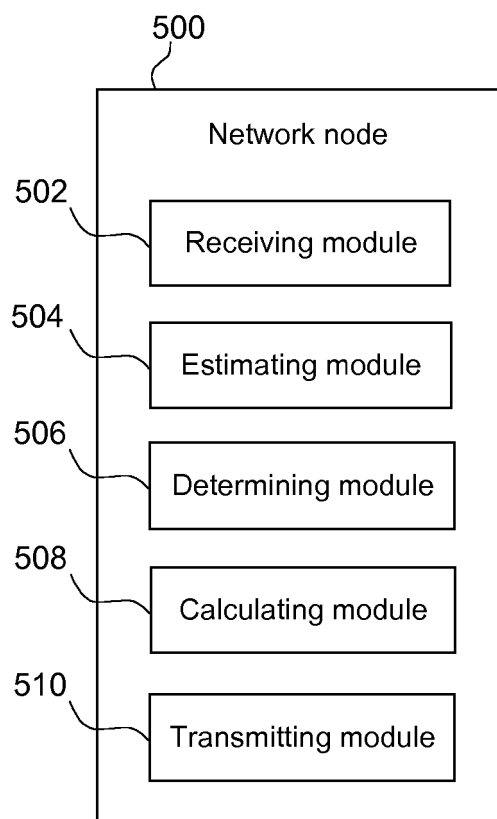 500
Network node
502
Receiving module
504
Estimating module
506
Determining module
508
Calculating module
510
Transmitting module